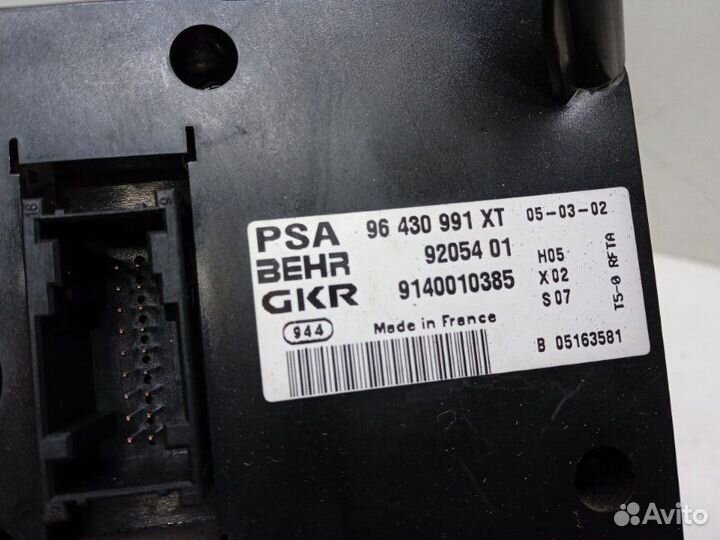 PSA 96 430 991 XT 05-03-02
BEHR 92054 01 H05
GKR 9140010385 X02
S07
T5-0 RFTA
944 Made in France
B 05163581
Avito